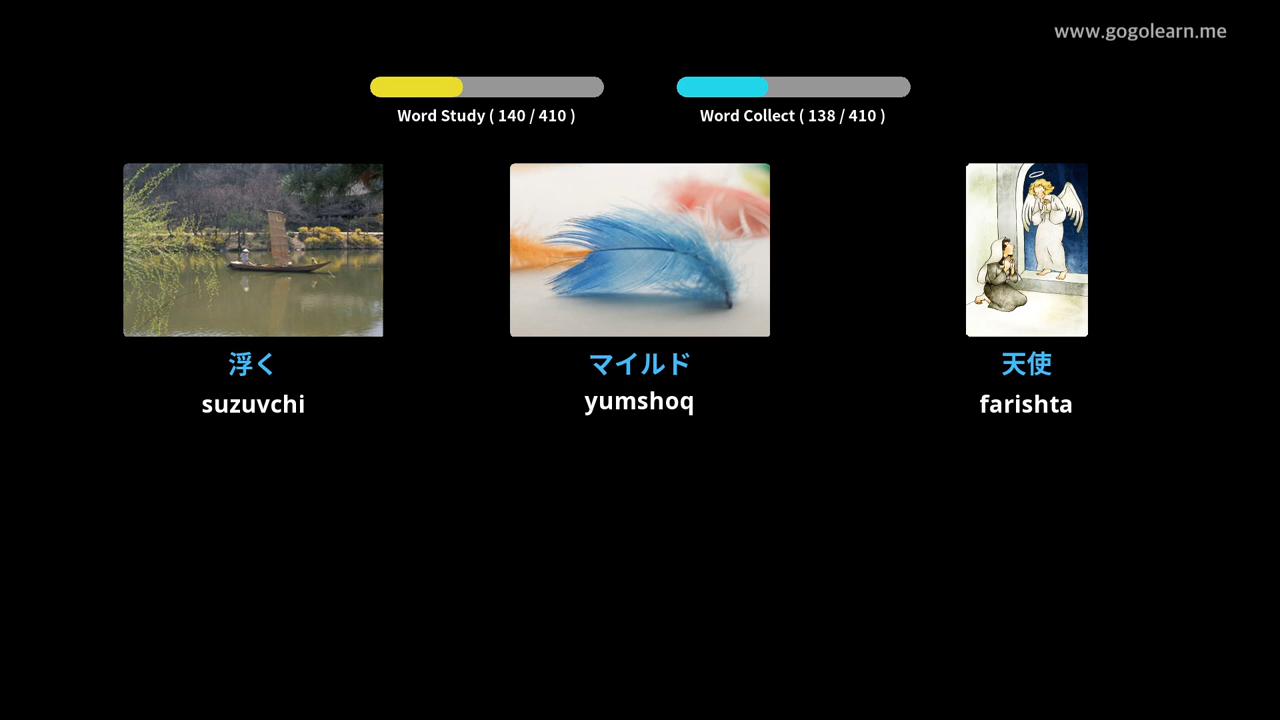 www.gogolearn.me
Word Study ( 140 / 410 )
Word Collect ( 138 / 410 )
浮く
マイルド
天使
suzuvchi
yumshoq
farishta